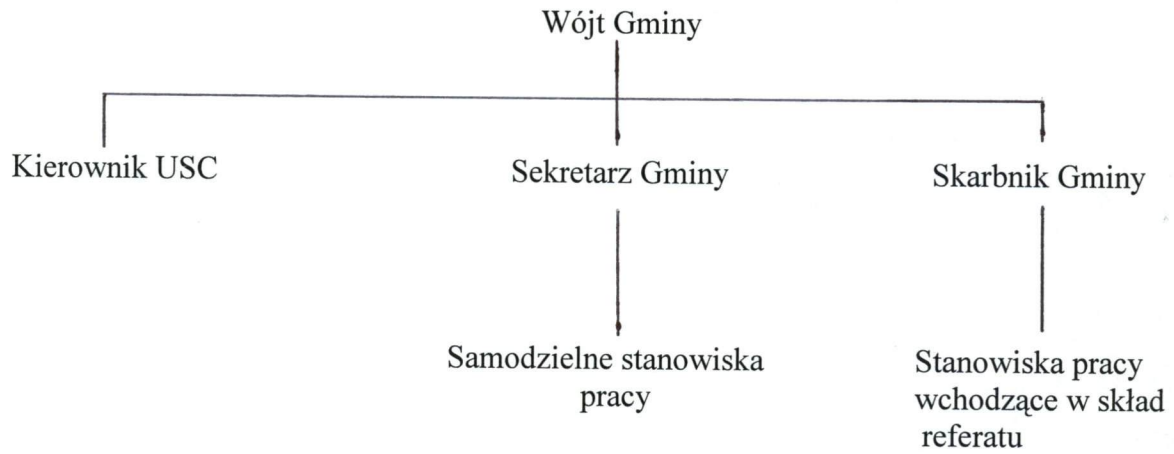 Wójt Gminy
Kierownik USC
Sekretarz Gminy
Skarbnik Gminy
Samodzielne stanowiska
pracy
Stanowiska pracy
wchodzące w skład
referatu